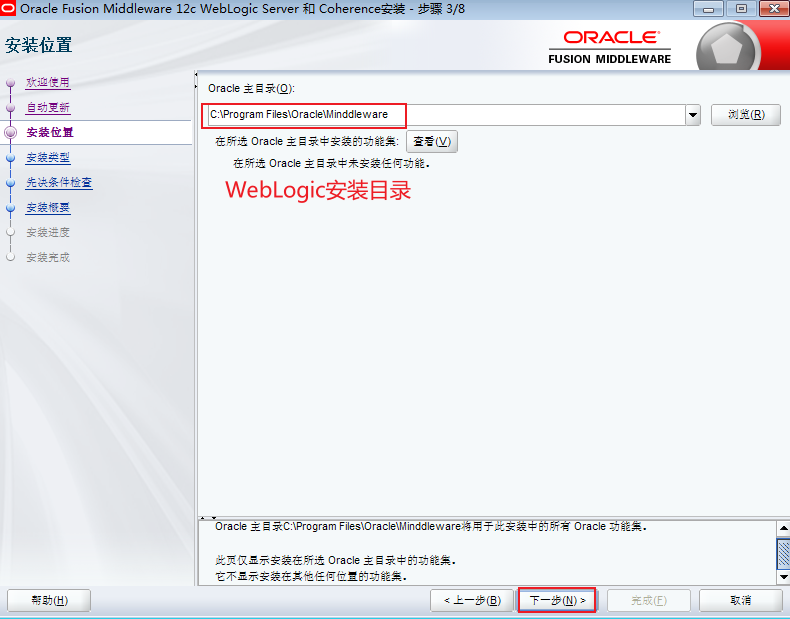 Oracle Fusion Middleware 12c WebLogic Server 和 Coherence安装 - 步骤 3/8
安装位置
ORACLE
FUSION MIDDLEWARE
欢迎使用
自动更新
安装位置
安装类型
先决条件检查
安装概要
安装进度
安装完成
Oracle 主目录(O):
C:\Program Files\Oracle\Minddleware
浏览(R)
在所选 Oracle 主目录中安装的功能集: 查看(V)
在所选 Oracle 主目录中未安装任何功能。
WebLogic安装目录
Oracle 主目录C:\Program Files\Oracle\Minddleware将用于此安装中的所有 Oracle 功能集。
此页仅显示安装在所选 Oracle 主目录中的功能集。
它不显示安装在其他任何位置的功能集。
帮助(H) < 上一步(B) 下一步(N) > 完成(F) 取消